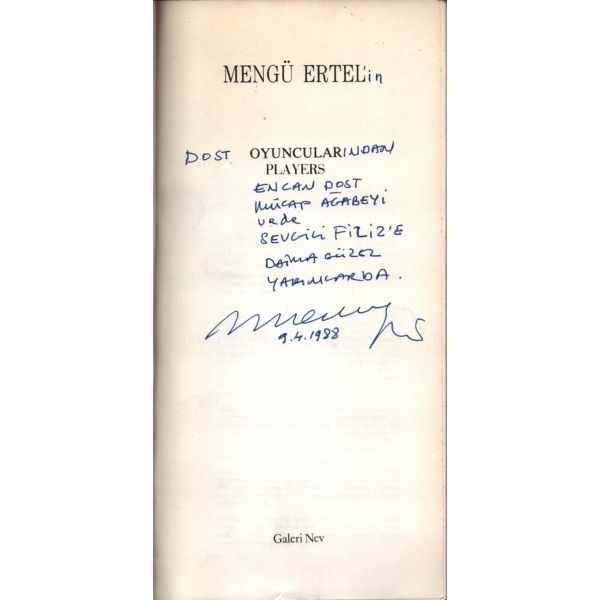 MENGÜ ERTEL'in
DOST OYUNCULARINDAN
PLAYERS
ENCAN DOST
MÜCAP AĞABEYİ
ve de
SEVGİLİ FİLİZ'E
DAİMA GÜZEL
YARINLARDA.
9.4.1988
Galeri Nev